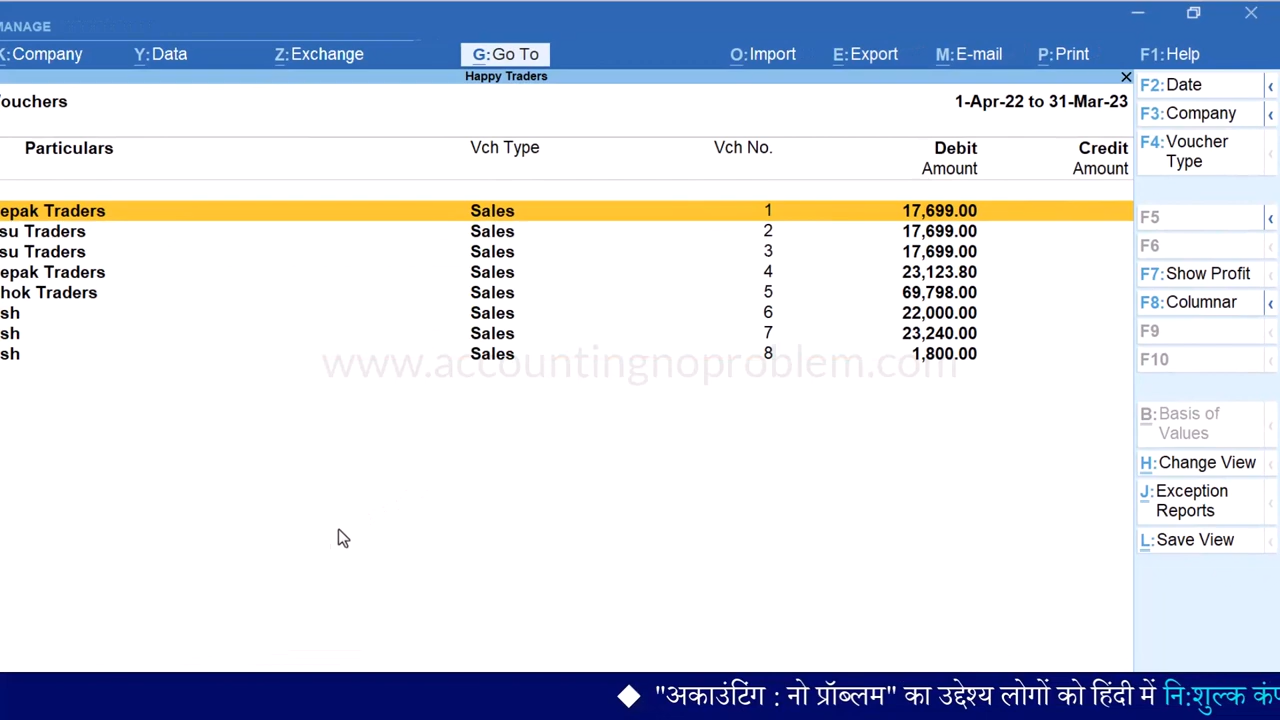 MANAGE
K:Company Y:Data Z:Exchange G:Go To O:Import E:Export M:E-mail P:Print F1:Help
Happy Traders
ouchers 1-Apr-22 to 31-Mar-23
Particulars Vch Type Vch No. Debit Credit
Amount Amount
epak Traders Sales 1 17,699.00
su Traders Sales 2 17,699.00
su Traders Sales 3 17,699.00
epak Traders Sales 4 23,123.80
hok Traders Sales 5 69,798.00
sh Sales 6 22,000.00
sh Sales 7 23,240.00
sh Sales 8 1,800.00
www.accountingnoproblem.com
F2:Date
F3:Company
F4:Voucher
Type
F5
F6
F7:Show Profit
F8:Columnar
F9
F10
B:Basis of
Values
H:Change View
J:Exception
Reports
L:Save View
"अकाउंटिंग : नो प्रॉब्लम" का उद्देश्य लोगों को हिंदी में नि:शुल्क कंप